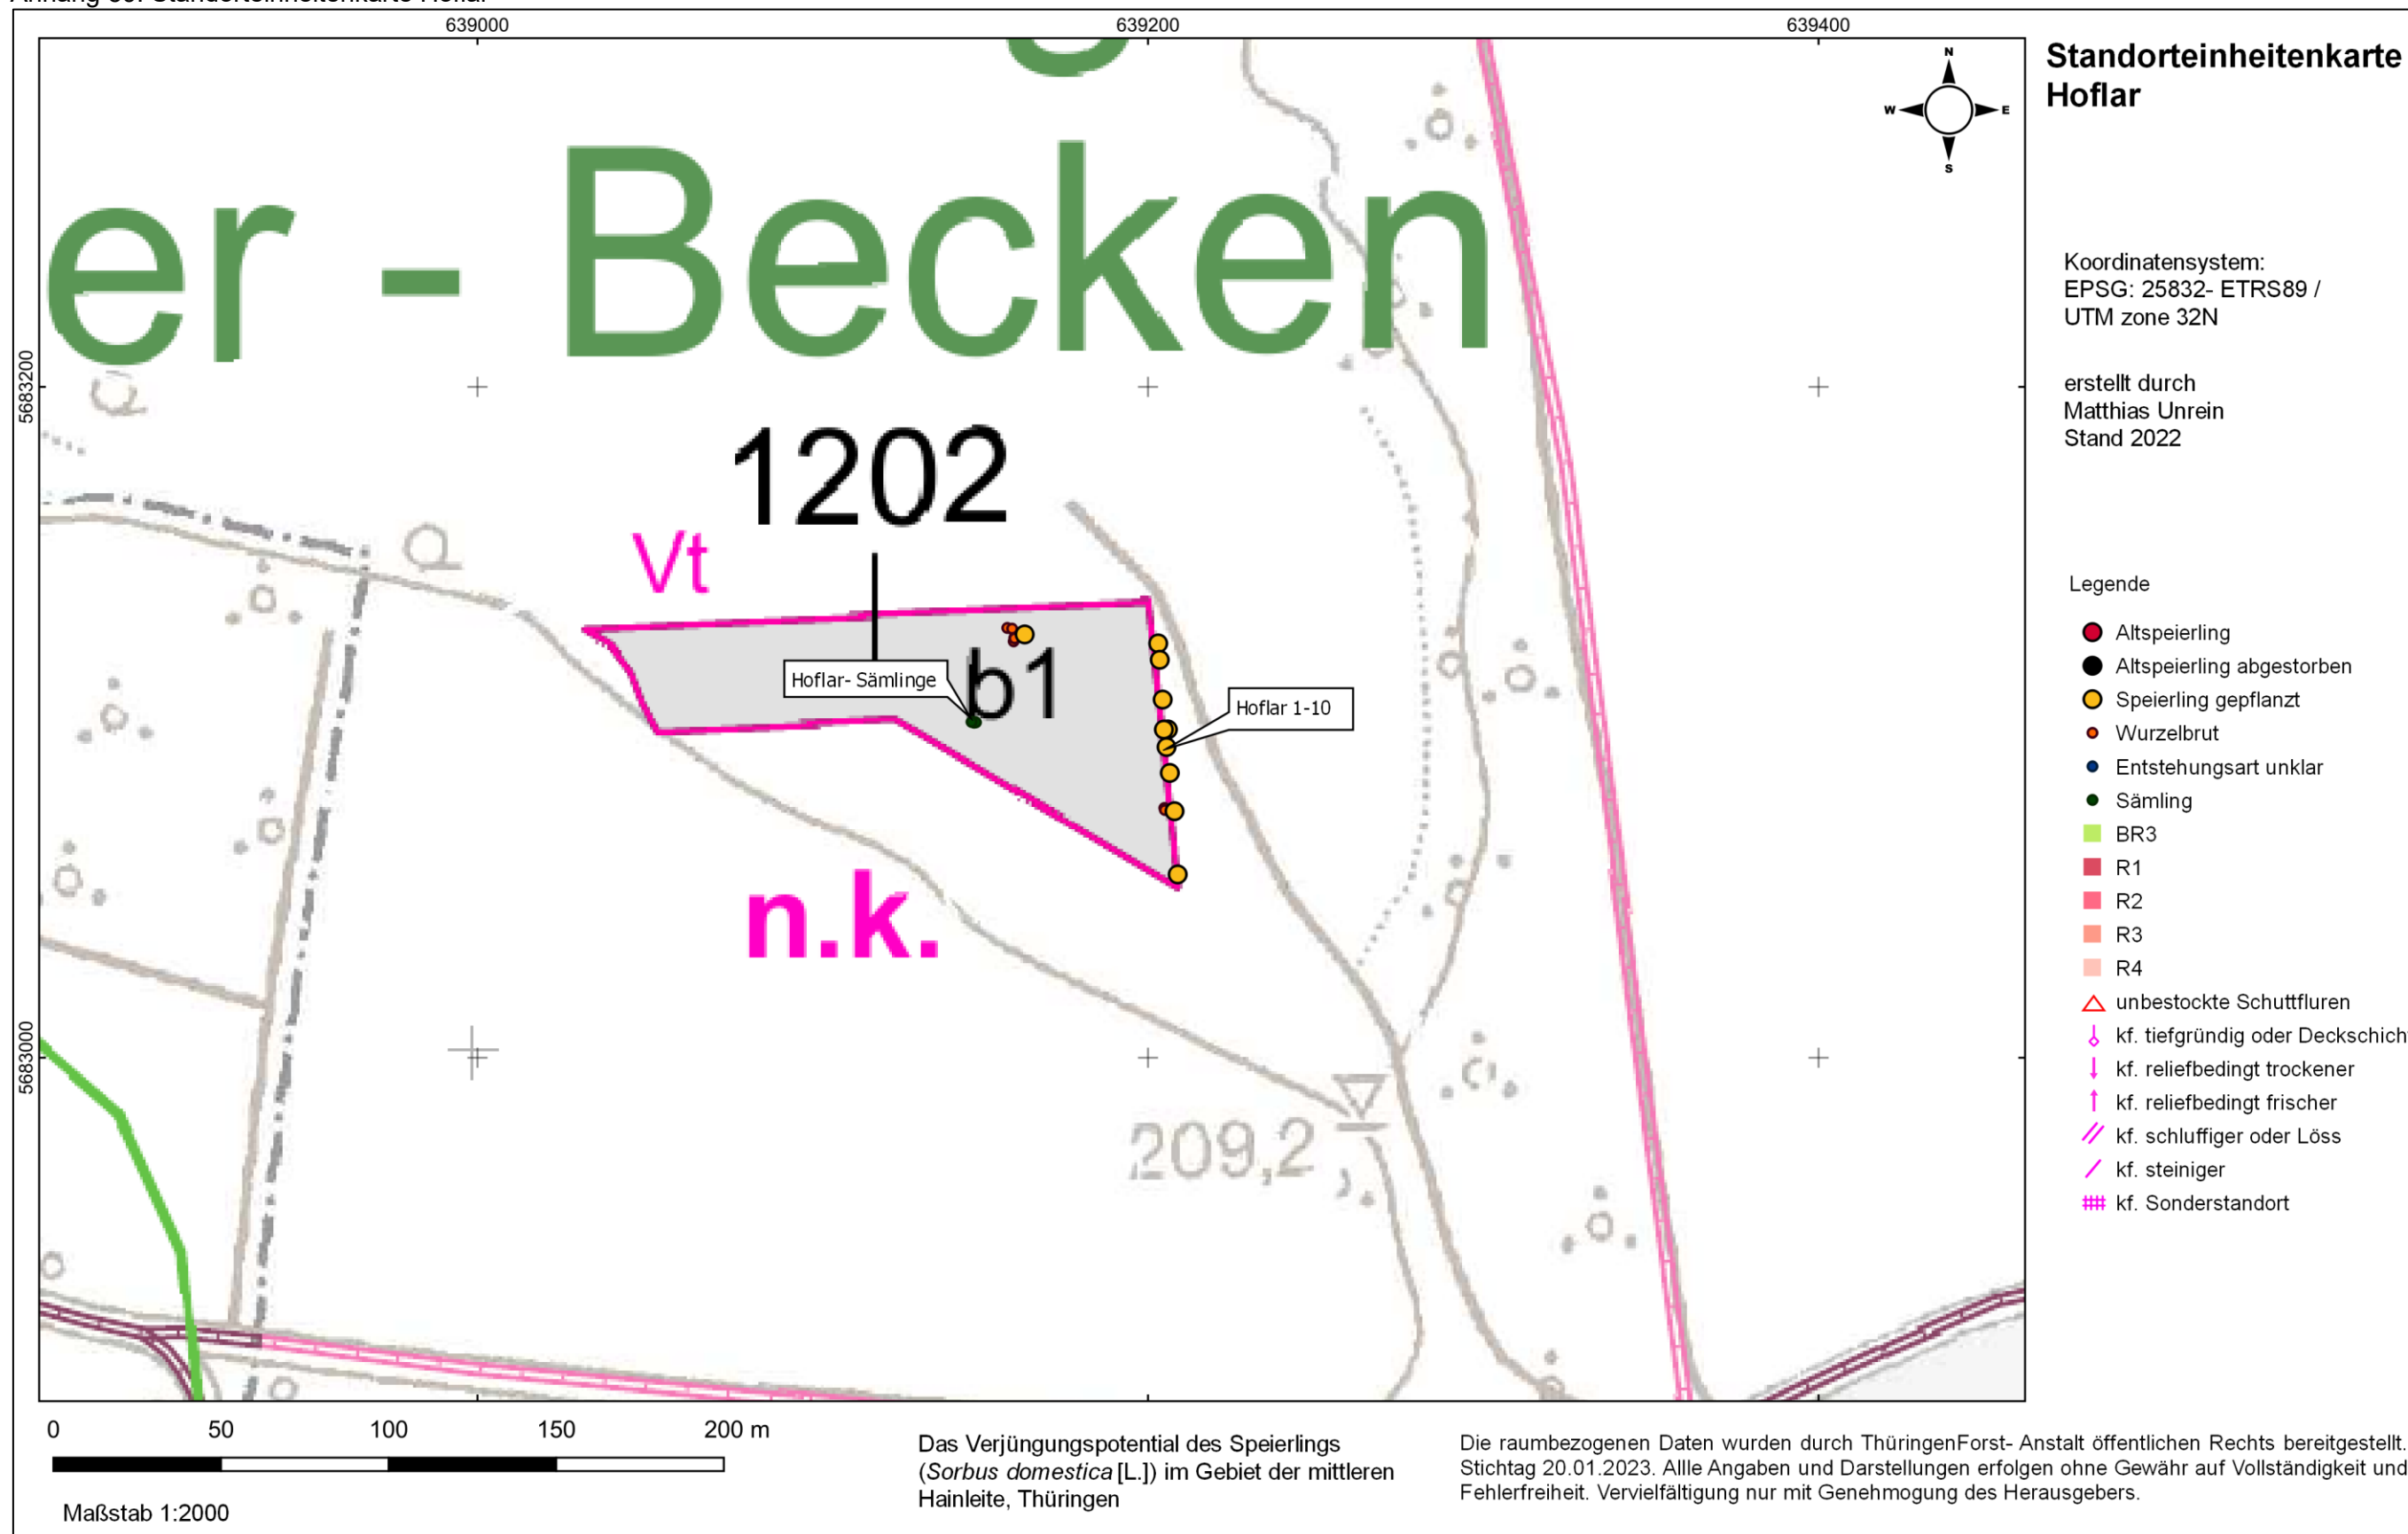 Anhang
Standorteinheitenkarte Hoflar
639000
639200
639400
Standorteinheitenkarte
Hoflar
N
W
E
S
er - Becken
Koordinatensystem:
EPSG: 25832- ETRS89 /
UTM zone 32N
5683200
erstellt durch
Matthias Unrein
Stand 2022
1202
Vt
b1
Hoflar- Sämlinge
Hoflar 1-10
n.k.
5683000
209,2
Legende
Altspeierling
Altspeierling abgestorben
Speierling gepflanzt
Wurzelbrut
Entstehungsart unklar
Sämling
BR3
R1
R2
R3
R4
unbestockte Schuttfluren
kf. tiefgründig oder Deckschich
kf. reliefbedingt trockener
kf. reliefbedingt frischer
kf. schluffiger oder Löss
kf. steiniger
kf. Sonderstandort
0 50 100 150 200 m
Maßstab 1:2000
Das Verjüngungspotential des Speierlings
(Sorbus domestica [L.]) im Gebiet der mittleren
Hainleite, Thüringen
Die raumbezogenen Daten wurden durch ThüringenForst- Anstalt öffentlichen Rechts bereitgestellt.
Stichtag 20.01.2023. Allle Angaben und Darstellungen erfolgen ohne Gewähr auf Vollständigkeit und
Fehlerfreiheit. Vervielfältigung nur mit Genehmogung des Herausgebers.